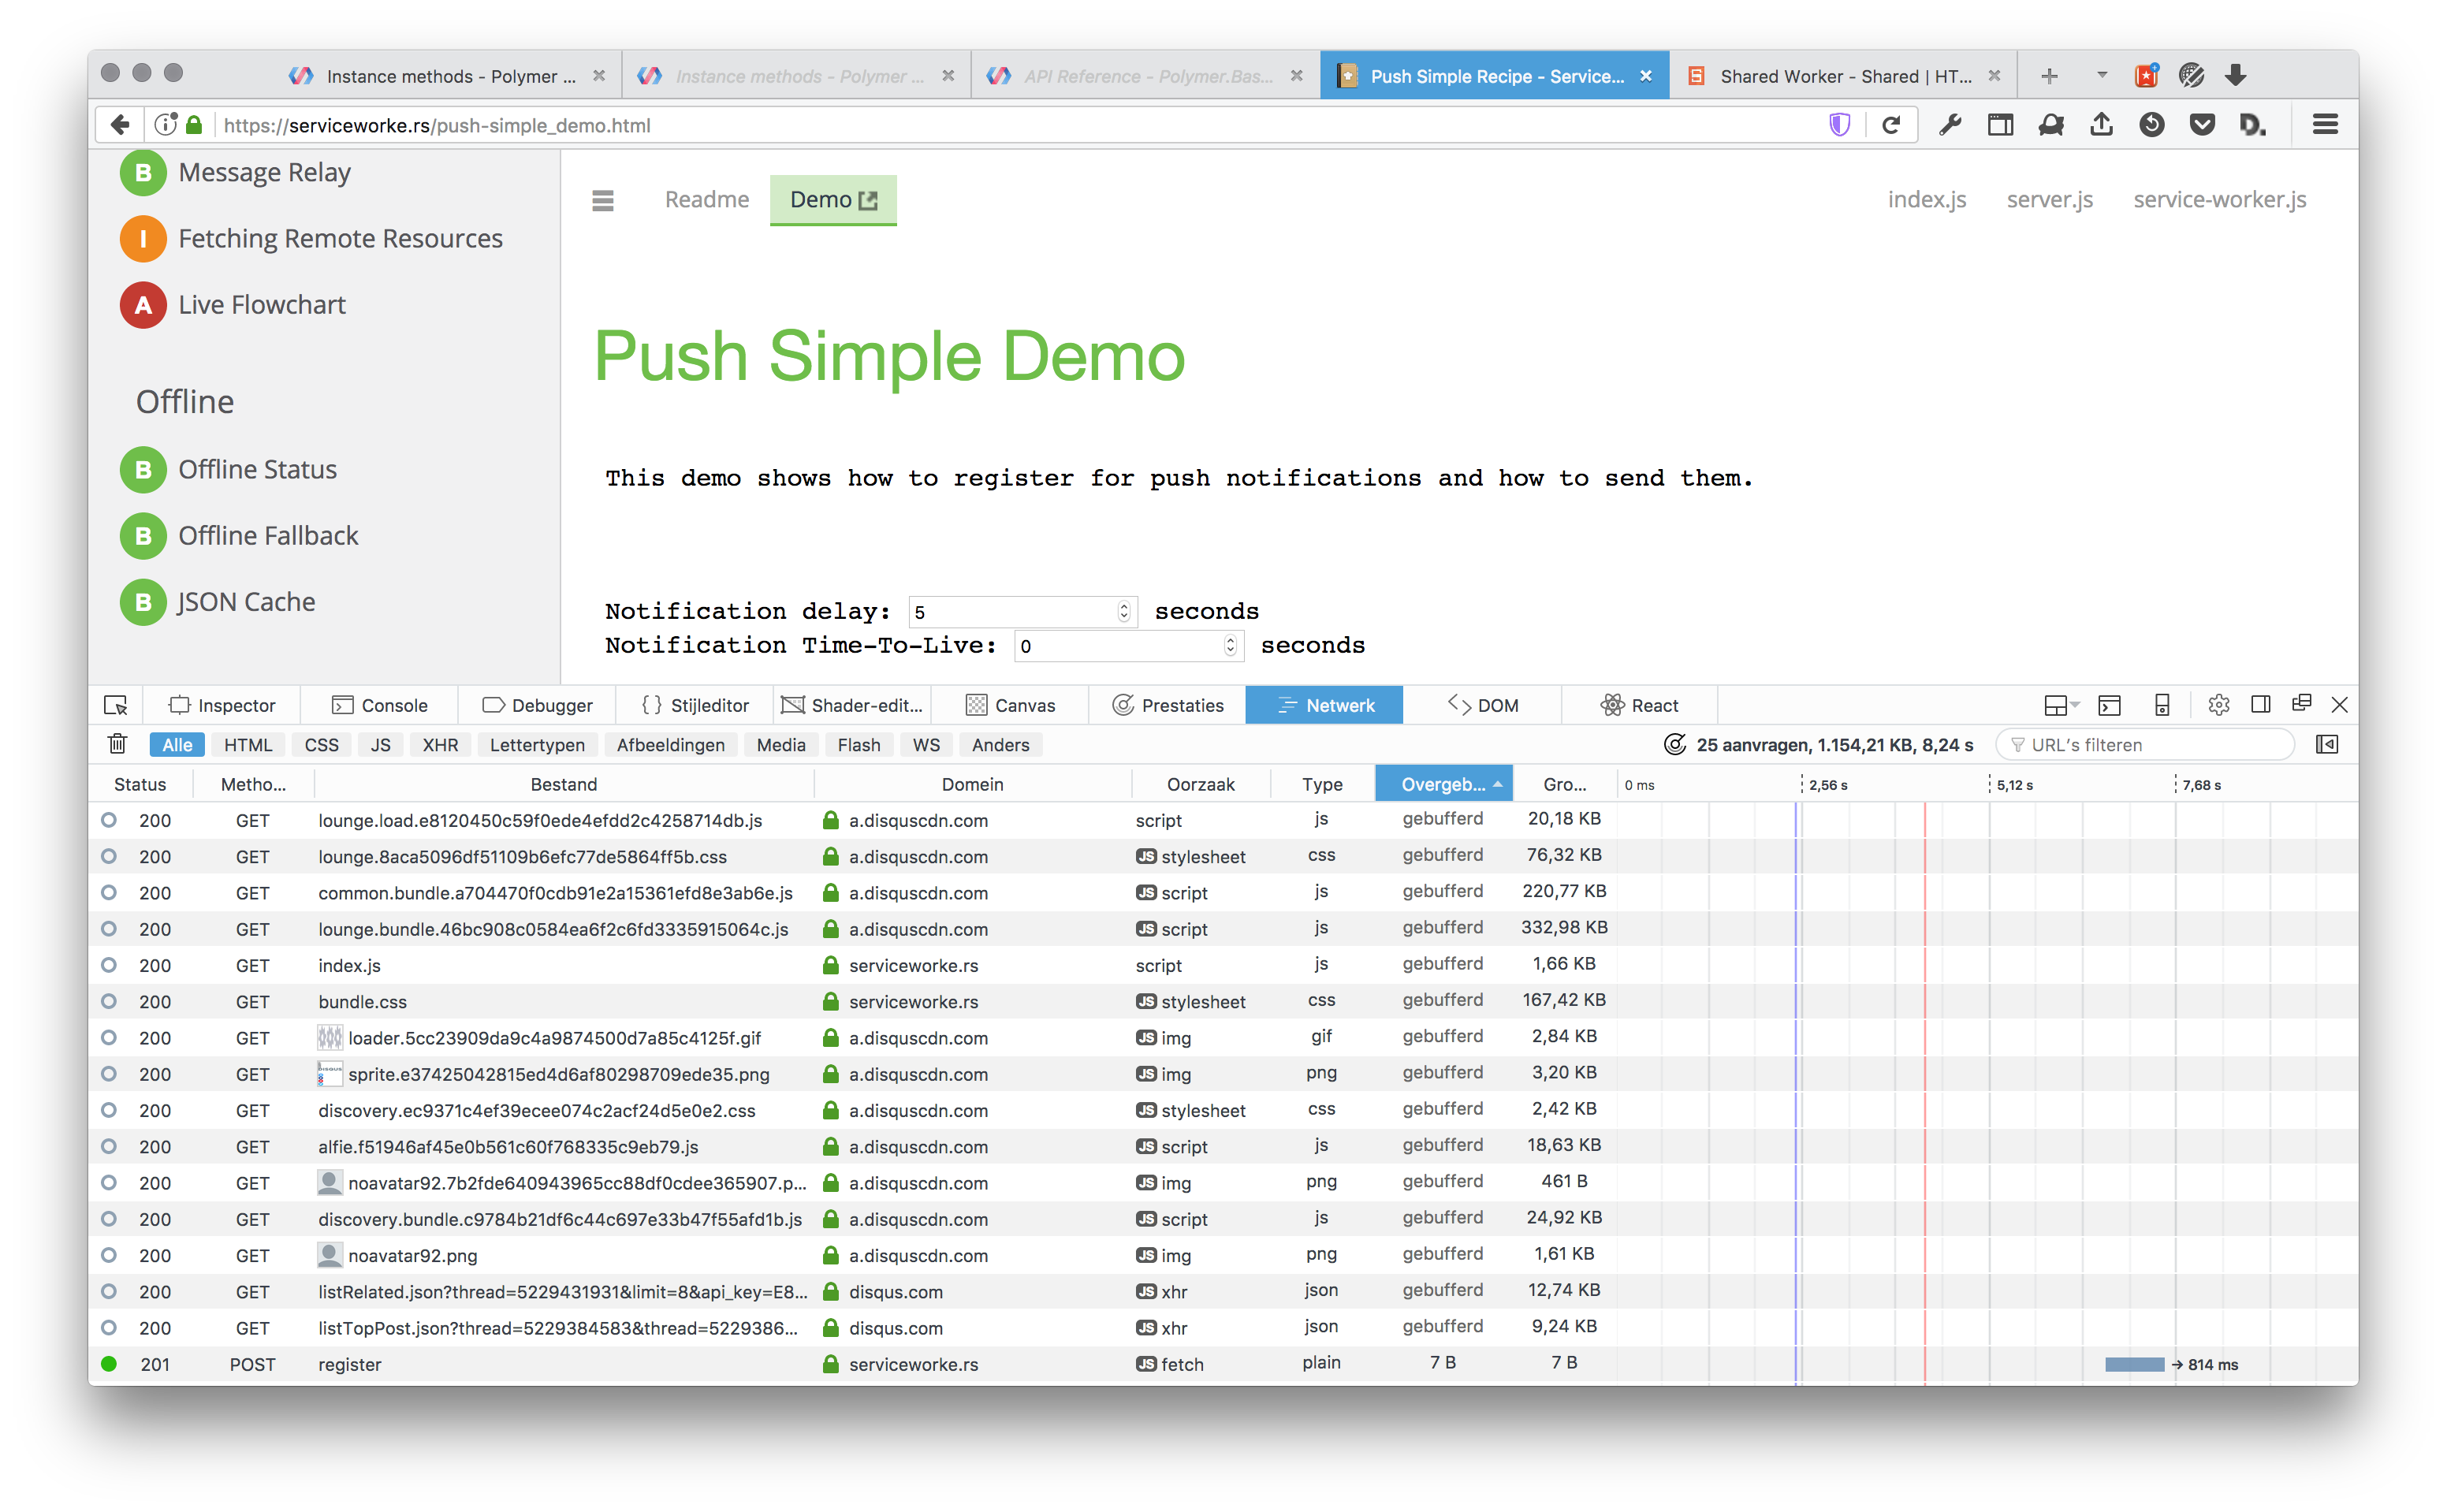 Instance methods - Polymer ...
Instance methods - Polymer ...
API Reference - Polymer.Bas...
Push Simple Recipe - Service...
Shared Worker - Shared | HT...
https://serviceworke.rs/push-simple_demo.html
D.
B Message Relay
I Fetching Remote Resources
A Live Flowchart
Offline
B Offline Status
B Offline Fallback
B JSON Cache
Readme Demo index.js server.js service-worker.js
Push Simple Demo
This demo shows how to register for push notifications and how to send them.
Notification delay: 5 seconds
Notification Time-To-Live: 0 seconds
Inspector Console Debugger Stijleditor Shader-edit... Canvas Prestaties Netwerk DOM React
Alle HTML CSS JS XHR Lettertypen Afbeeldingen Media Flash WS Anders 25 aanvragen, 1.154,21 KB, 8,24 s URL's filteren
Status Metho... Bestand Domein Oorzaak Type Overgeb... Gro... 0 ms 2,56 s 5,12 s 7,68 s
200 GET lounge.load.e8120450c59f0ede4efdd2c4258714db.js a.disquscdn.com script js gebufferd 20,18 KB
200 GET lounge.8aca5096df51109b6efc77de5864ff5b.css a.disquscdn.com JS stylesheet css gebufferd 76,32 KB
200 GET common.bundle.a704470f0cdb91e2a15361efd8e3ab6e.js a.disquscdn.com JS script js gebufferd 220,77 KB
200 GET lounge.bundle.46bc908c0584ea6f2c6fd3335915064c.js a.disquscdn.com JS script js gebufferd 332,98 KB
200 GET index.js serviceworke.rs script js gebufferd 1,66 KB
200 GET bundle.css serviceworke.rs JS stylesheet css gebufferd 167,42 KB
200 GET loader.5cc23909da9c4a9874500d7a85c4125f.gif a.disquscdn.com JS img gif gebufferd 2,84 KB
200 GET sprite.e37425042815ed4d6af80298709ede35.png a.disquscdn.com JS img png gebufferd 3,20 KB
200 GET discovery.ec9371c4ef39ecee074c2acf24d5e0e2.css a.disquscdn.com JS stylesheet css gebufferd 2,42 KB
200 GET alfie.f51946af45e0b561c60f768335c9eb79.js a.disquscdn.com JS script js gebufferd 18,63 KB
200 GET noavatar92.7b2fde640943965cc88df0cdee365907.p... a.disquscdn.com JS img png gebufferd 461 B
200 GET discovery.bundle.c9784b21df6c44c697e33b47f55afd1b.js a.disquscdn.com JS script js gebufferd 24,92 KB
200 GET noavatar92.png a.disquscdn.com JS img png gebufferd 1,61 KB
200 GET listRelated.json?thread=5229431931&limit=8&api_key=E8... disqus.com JS xhr json gebufferd 12,74 KB
200 GET listTopPost.json?thread=5229384583&thread=5229386... disqus.com JS xhr json gebufferd 9,24 KB
201 POST register serviceworke.rs JS fetch plain 7 B 7 B → 814 ms